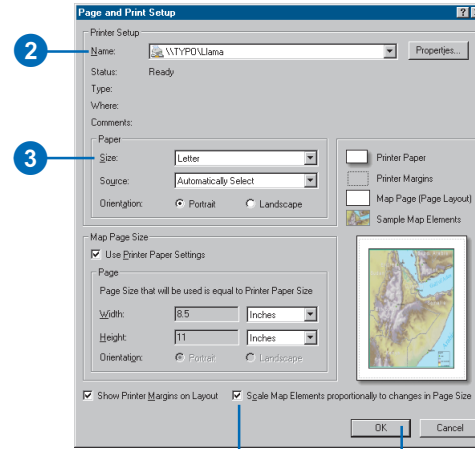 Page and Print Setup
Printer Setup
2
Name: \\TYPO\Llama Properties...
Status: Ready
Type:
Where:
Comments:
Paper
3
Size: Letter
Source: Automatically Select
Orientation: Portrait Landscape
Printer Paper
Printer Margins
Map Page (Page Layout)
Sample Map Elements
Map Page Size
Use Printer Paper Settings
Page
Page Size that will be used is equal to Printer Paper Size
Width: 8.5 Inches
Height: 11 Inches
Orientation: Portrait Landscape
Show Printer Margins on Layout Scale Map Elements proportionally to changes in Page Size
OK Cancel